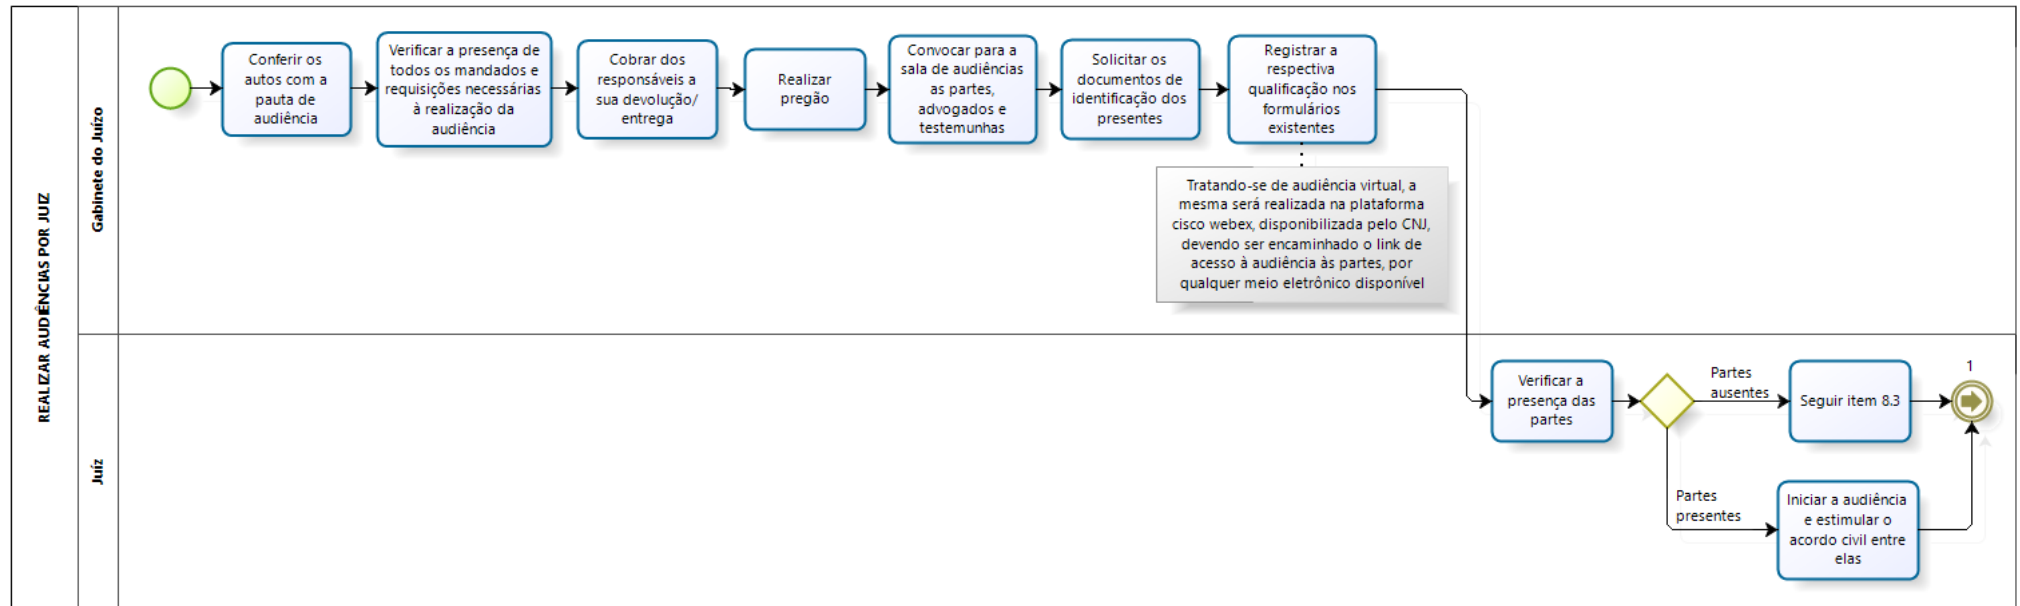 REALIZAR AUDIÊNCIAS POR JUIZ
Gabinete do Juízo
Conferir os
autos com a
pauta de
audiência
Verificar a presença de
todos os mandados e
requisições necessárias
à realização da
audiência
Cobrar dos
responsáveis a
sua devolução/
entrega
Realizar
pregão
Convocar para a
sala de audiências
as partes,
advogados e
testemunhas
Solicitar os
documentos de
identificação dos
presentes
Registrar a
respectiva
qualificação nos
formulários
existentes
Tratando-se de audiência virtual, a
mesma será realizada na plataforma
cisco webex, disponibilizada pelo CNJ,
devendo ser encaminhado o link de
acesso à audiência às partes, por
qualquer meio eletrônico disponível
Juíz
Verificar a
presença das
partes
Partes
ausentes
Seguir item 8.3
1
Partes
presentes
Iniciar a audiência
e estimular o
acordo civil entre
elas